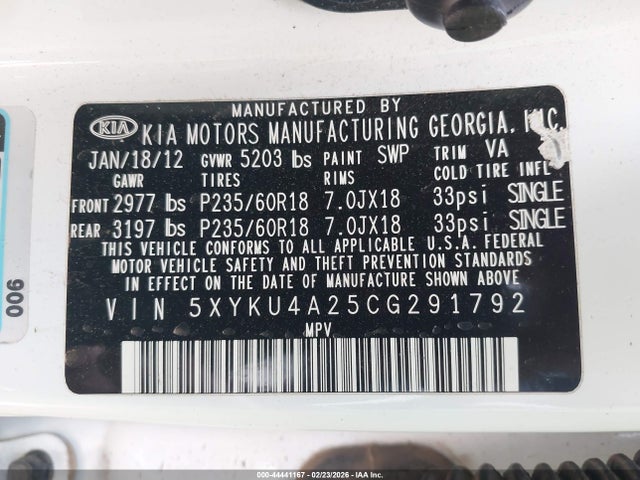 MANUFACTURED BY
KIA KIA MOTORS MANUFACTURING GEORGIA, INC.
JAN/18/12 GVWR 5203 lbs PAINT SWP TRIM VA
GAWR TIRES RIMS COLD TIRE INFL
FRONT 2977 lbs P235/60R18 7.0JX18 33psi SINGLE
REAR 3197 lbs P235/60R18 7.0JX18 33psi SINGLE
THIS VEHICLE CONFORMS TO ALL APPLICABLE U.S.A. FEDERAL
MOTOR VEHICLE SAFETY AND THEFT PREVENTION STANDARDS
IN EFFECT ON THE DATE OF MANUFACTURE SHOWN ABOVE.
VIN 5XYKU4A25CG291792
MPV
006
000-44441167 - 02/23/2026 - IAA Inc.